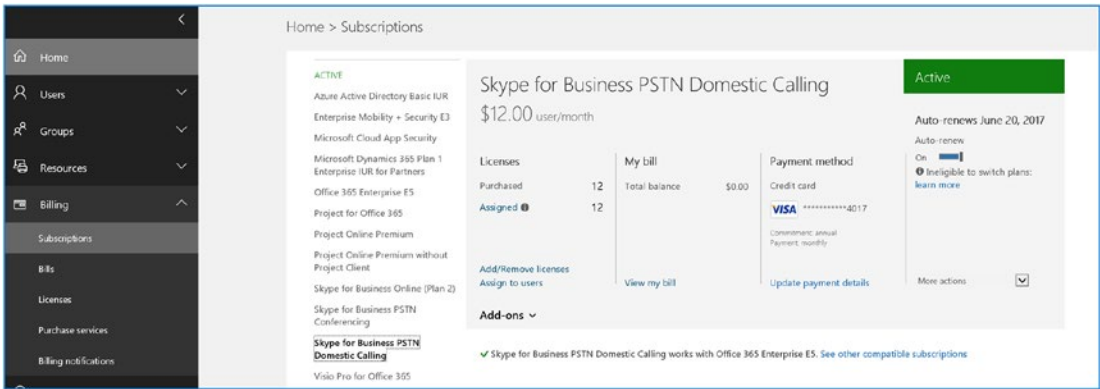 Home > Subscriptions
Home
Users
Groups
Resources
Billing
Subscriptions
Bills
Licenses
Purchase services
Billing notifications
ACTIVE
Azure Active Directory Basic IUR
Enterprise Mobility + Security E3
Microsoft Cloud App Security
Microsoft Dynamics 365 Plan 1
Enterprise IUR for Partners
Office 365 Enterprise E5
Project for Office 365
Project Online Premium
Project Online Premium without
Project Client
Skype for Business Online (Plan 2)
Skype for Business PSTN
Conferencing
Skype for Business PSTN
Domestic Calling
Visio Pro for Office 365
Skype for Business PSTN Domestic Calling
$12.00 user/month
Licenses
Purchased 12
Assigned 12
Add/Remove licenses
Assign to users
My bill
Total balance $0.00
View my bill
Payment method
Credit card
VISA ***********4017
Commitment: annual
Payment: monthly
Update payment details
Active
Auto-renews June 20, 2017
Auto-renew
On
Ineligible to switch plans:
learn more
More actions
Add-ons
Skype for Business PSTN Domestic Calling works with Office 365 Enterprise E5. See other compatible subscriptions